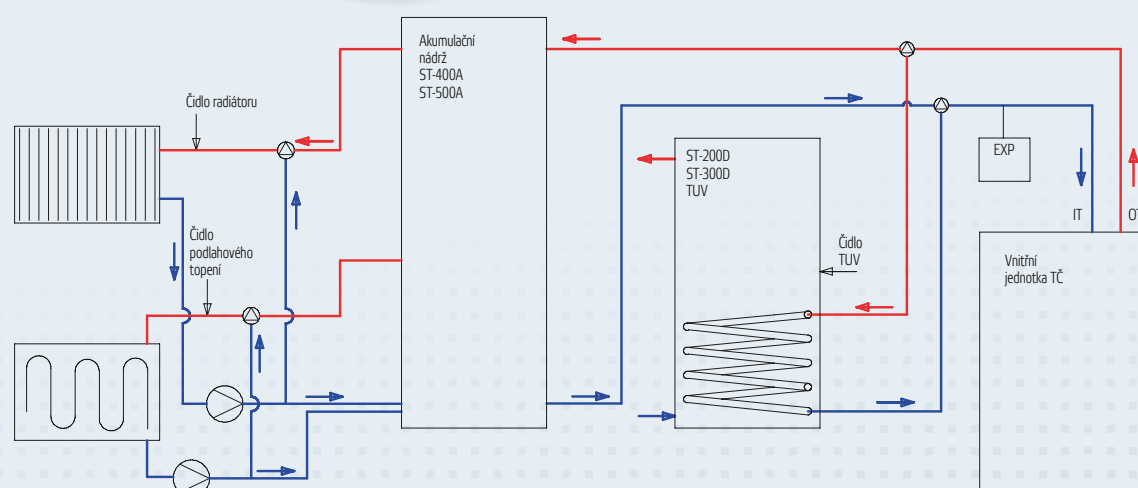 Akumulační
nádrž
ST-400A
ST-500A
Čidlo radiátoru
ST-200D
ST-300D
TUV
EXP
IT
Čidlo
podlahového
topení
Čidlo
TUV
Vnitřní
jednotka TČ